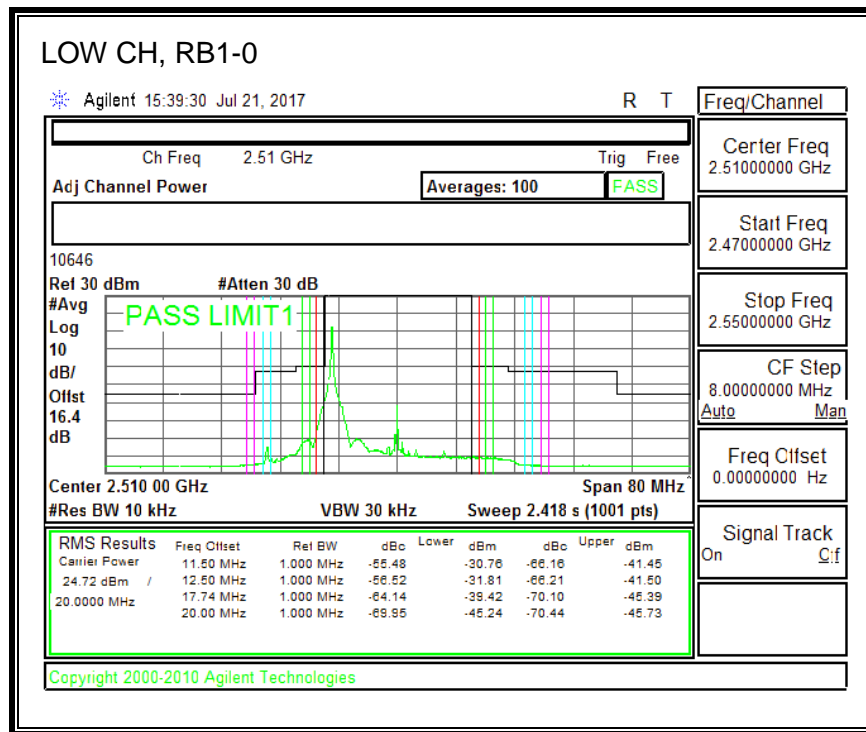 LOW CH, RB1-0
Agilent 15:39:30 Jul 21, 2017
R T
Freq/Channel
Ch Freq 2.51 GHz
Trig Free
Adj Channel Power
Averages: 100
PASS
Center Freq
2.51000000 GHz
Start Freq
2.47000000 GHz
Stop Freq
2.55000000 GHz
CF Step
8.00000000 MHz
Auto Man
Freq Offset
0.00000000 Hz
Signal Track
On Off
10646
Ref 30 dBm #Atten 30 dB
#Avg
Log
10
dB/
Offst
16.4
dB
PASS LIMIT1
Center 2.510 00 GHz
Span 80 MHz
#Res BW 10 kHz VBW 30 kHz Sweep 2.418 s (1001 pts)
RMS Results Freq Offset Ref BW dBc Lower dBm dBc Upper dBm
Carrier Power 11.50 MHz 1.000 MHz -55.48 -30.76 -66.16 -41.45
24.72 dBm / 12.50 MHz 1.000 MHz -56.52 -31.81 -66.21 -41.50
20.0000 MHz 17.74 MHz 1.000 MHz -64.14 -39.42 -70.10 -45.39
20.00 MHz 1.000 MHz -69.95 -45.24 -70.44 -45.73
Copyright 2000-2010 Agilent Technologies